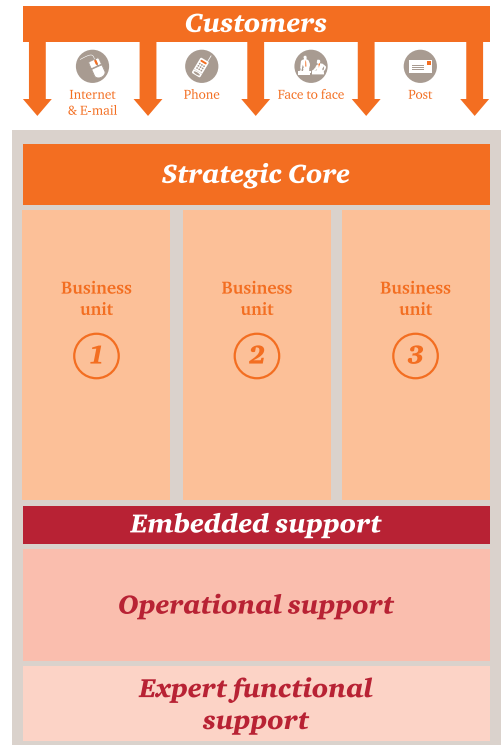 Customers
Internet
& E-mail
Phone
Face to face
Post
Strategic Core
Business
unit
1
Business
unit
2
Business
unit
3
Embedded support
Operational support
Expert functional
support